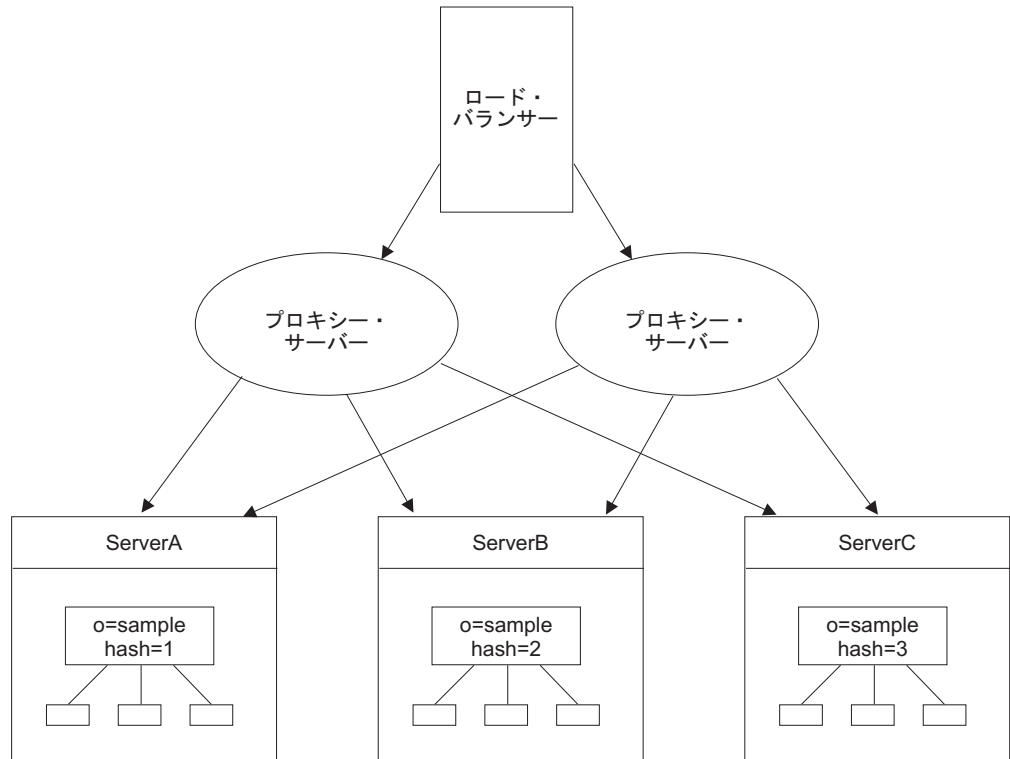 ロード・
バランサー
プロキシー・
サーバー
プロキシー・
サーバー
ServerA
ServerB
ServerC
o=sample
hash=1
o=sample
hash=2
o=sample
hash=3